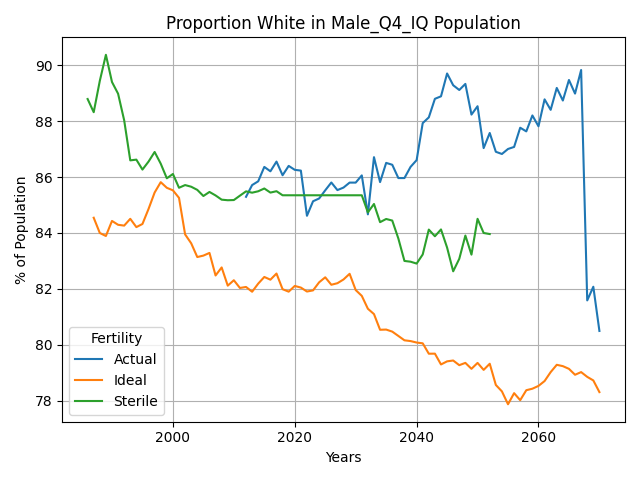 Proportion White in Male_Q4_IQ Population
% of Population
90
88
86
84
82
80
78
Fertility
Actual
Ideal
Sterile
2000
2020
2040
2060
Years